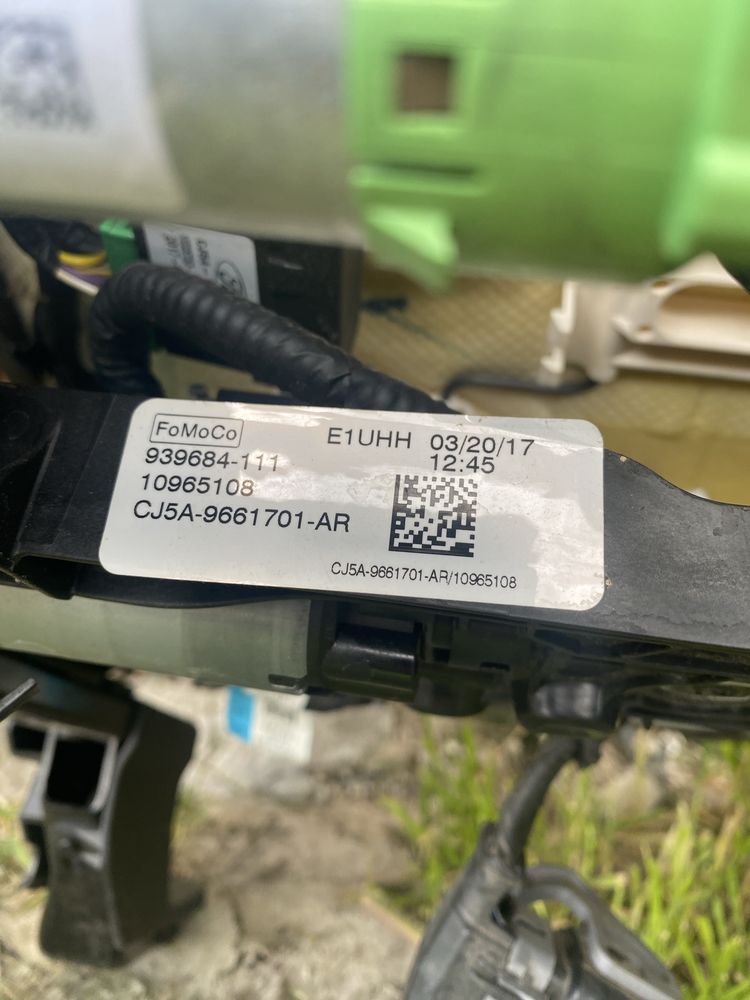 FoMoCo
E1UHH 03/20/17
12:45
939684-111
10965108
CJ5A-9661701-AR
CJ5A-9661701-AR/10965108